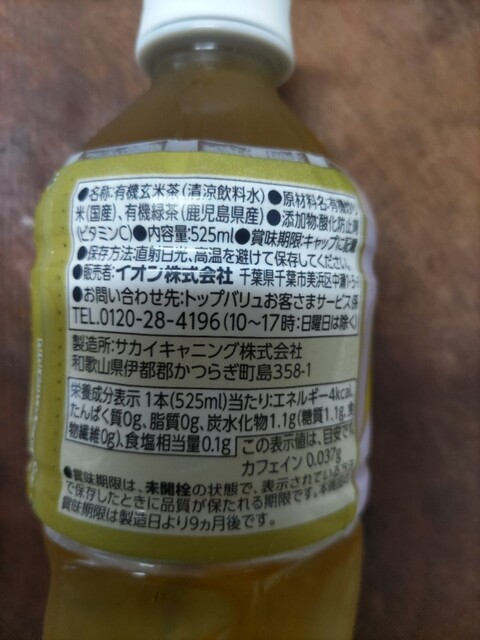 ●名称:有機玄米茶(清涼飲料水)●原材料名:有機
米(国産)、有機緑茶(鹿児島県産)●添加物:酸化防止剤
(ビタミンC)●内容量:525ml●賞味期限:キャップに記載
●保存方法:直射日光、高温を避けて保存してください。
●販売者:イオン株式会社 千葉県千葉市美浜区中瀬1-5-1
●お問い合わせ先:トップバリュお客さまサービス係
TEL.0120-28-4196(10〜17時:日曜日は除く)
製造所:サカイキャニング株式会社
和歌山県伊都郡かつらぎ町島358-1
栄養成分表示 1本(525ml)当たり:エネルギー4kcal、
たんぱく質0g、脂質0g、炭水化物1.1g(糖質1.1g、食
物繊維0g)、食塩相当量0.1g
この表示値は、目安です。
カフェイン 0.037g
●賞味期限は、未開栓の状態で、表示されている方法
で保存したときに品質が保たれる期限です。本商品の
賞味期限は製造日より9ヵ月後です。